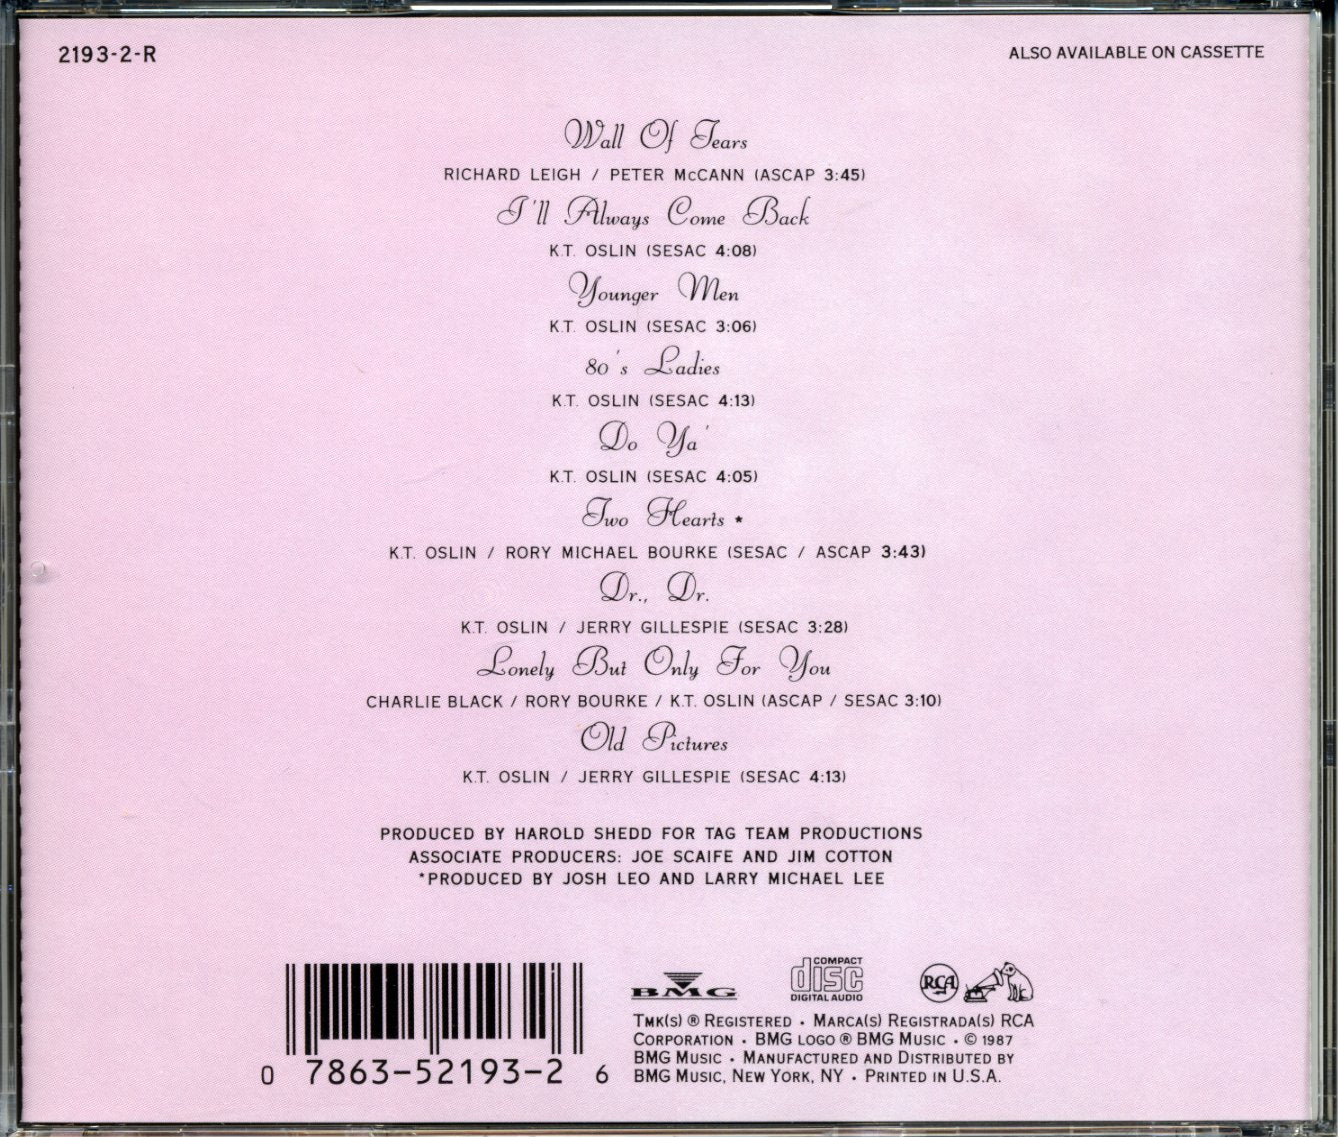 2193-2-R
ALSO AVAILABLE ON CASSETTE
Wall Of Tears
RICHARD LEIGH / PETER McCANN (ASCAP 3:45)
I'll Always Come Back
K.T. OSLIN (SESAC 4:08)
Younger Men
K.T. OSLIN (SESAC 3:06)
80's Ladies
K.T. OSLIN (SESAC 4:13)
Do Ya'
K.T. OSLIN (SESAC 4:05)
Two Hearts *
K.T. OSLIN / RORY MICHAEL BOURKE (SESAC / ASCAP 3:43)
Dr., Dr.
K.T. OSLIN / JERRY GILLESPIE (SESAC 3:28)
Lonely But Only For You
CHARLIE BLACK / RORY BOURKE / K.T. OSLIN (ASCAP / SESAC 3:10)
Old Pictures
K.T. OSLIN / JERRY GILLESPIE (SESAC 4:13)
PRODUCED BY HAROLD SHEDD FOR TAG TEAM PRODUCTIONS
ASSOCIATE PRODUCERS: JOE SCAIFE AND JIM COTTON
*PRODUCED BY JOSH LEO AND LARRY MICHAEL LEE
0 7863-52193-2 6
BMG
COMPACT
disc
DIGITAL AUDIO
RCA
TMK(S) ® REGISTERED · MARCA(S) REGISTRADA(S) RCA
CORPORATION · BMG LOGO ® BMG MUSIC · © 1987
BMG MUSIC · MANUFACTURED AND DISTRIBUTED BY
BMG MUSIC, NEW YORK, NY · PRINTED IN U.S.A.